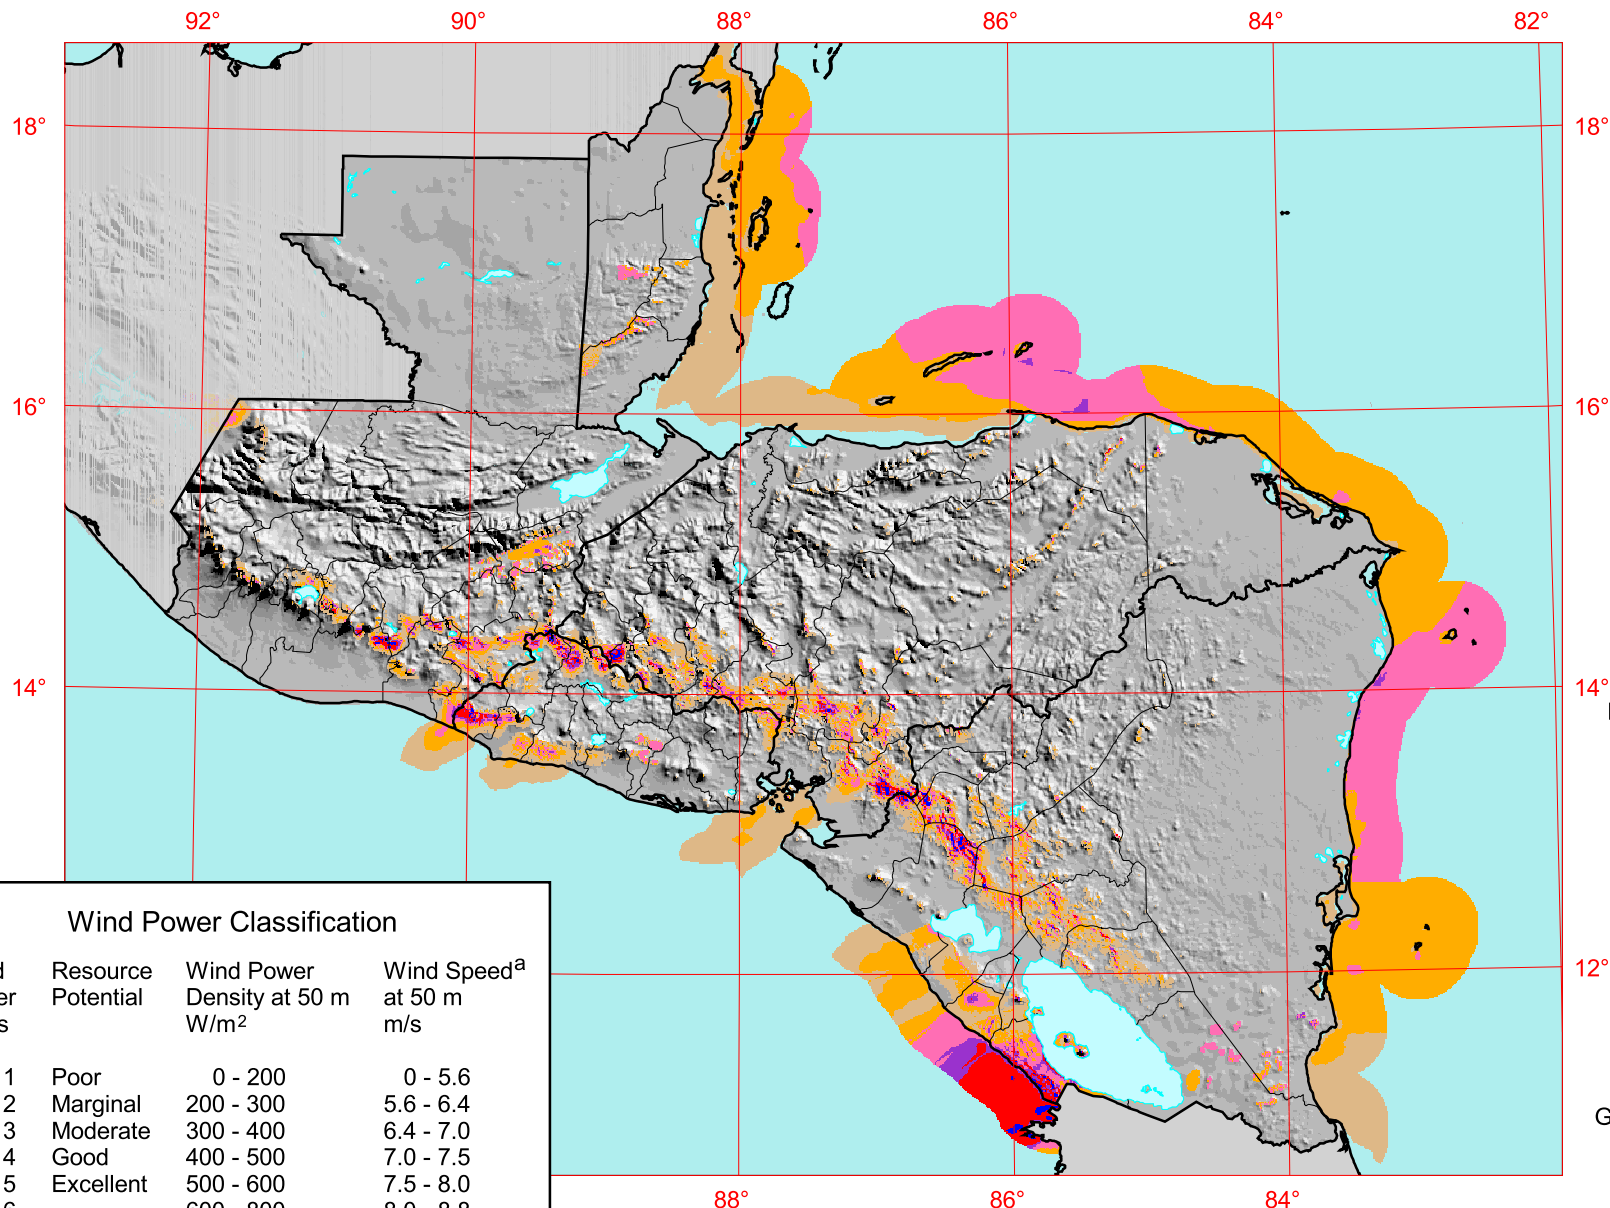 92° 90° 88° 86° 84° 82°
18° 18°
16° 16°
14° 14°
12°
Wind Power Classification
Resource Wind Power Wind Speed a
Potential Density at 50 m at 50 m
W/m2 m/s
1 Poor 0 - 200 0 - 5.6
2 Marginal 200 - 300 5.6 - 6.4
3 Moderate 300 - 400 6.4 - 7.0
4 Good 400 - 500 7.0 - 7.5
5 Excellent 500 - 600 7.5 - 8.0
88° 86° 84°